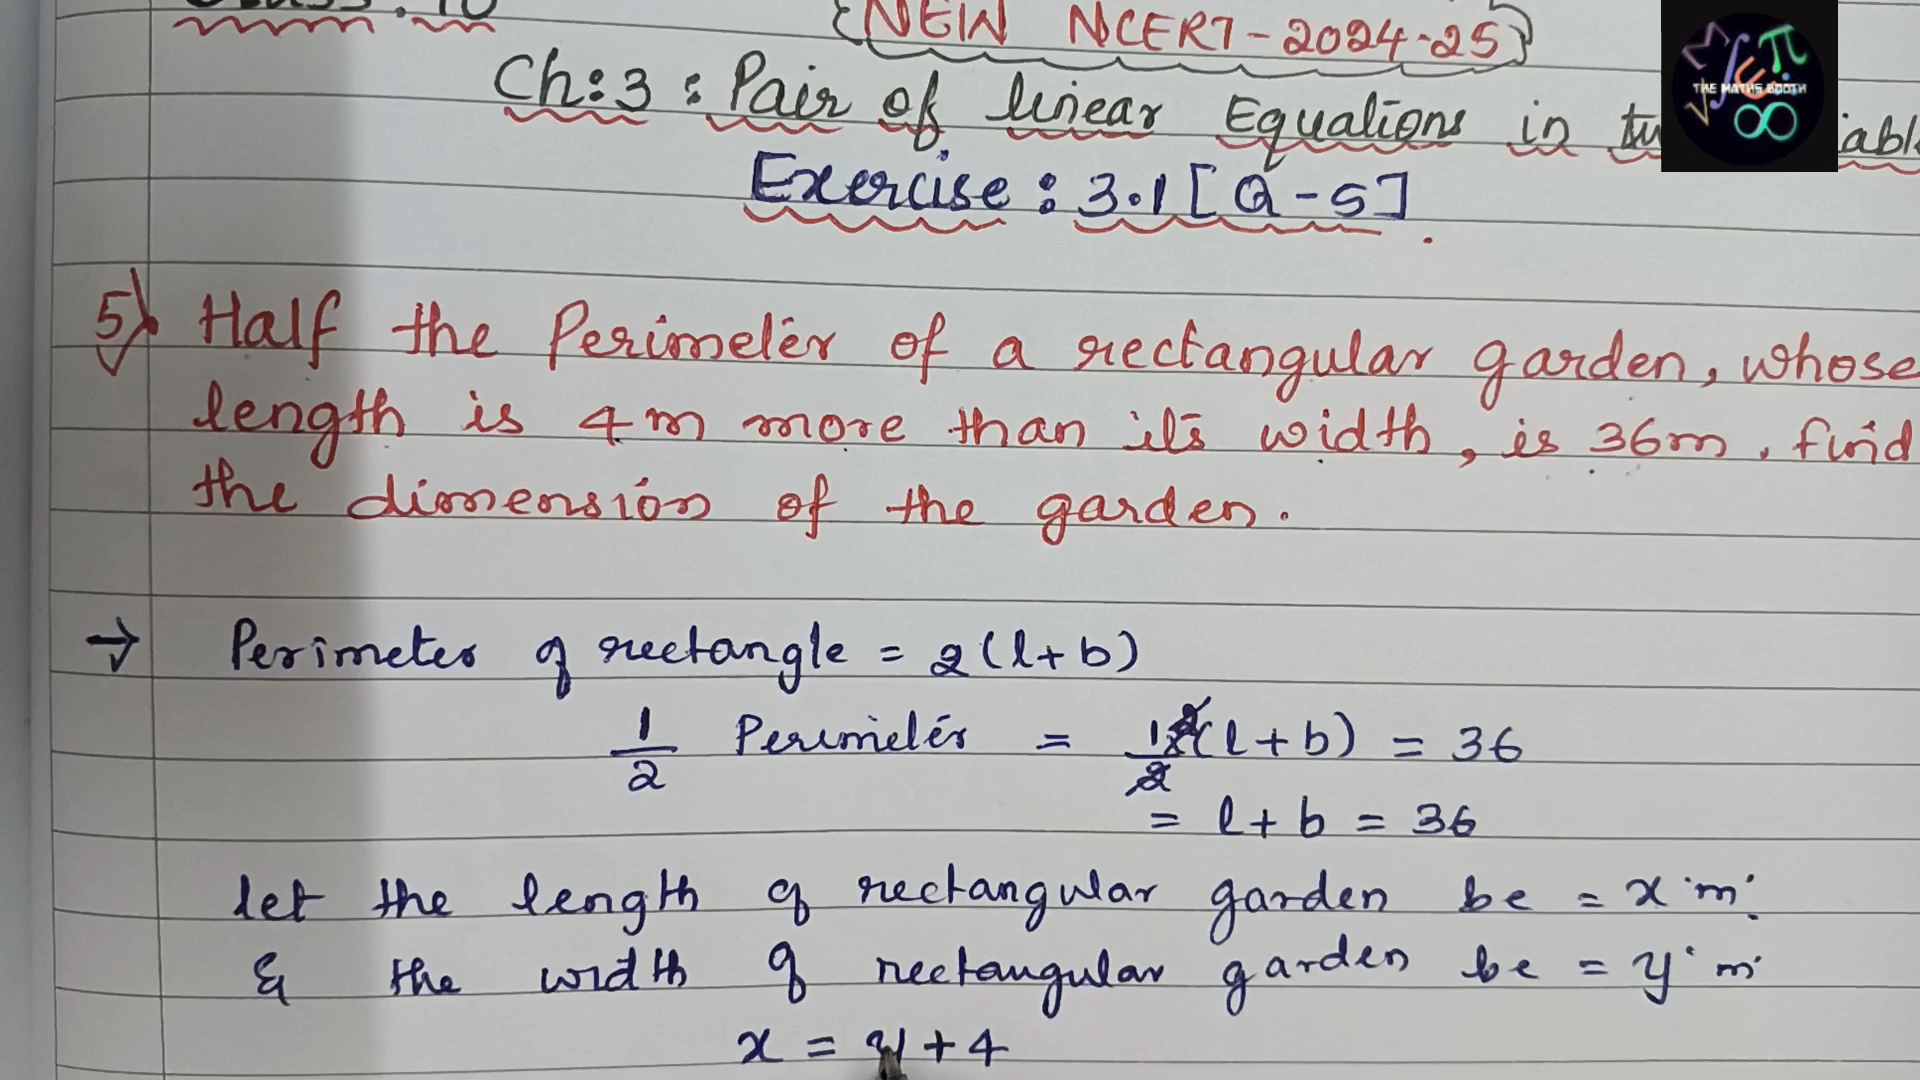 {NEW NCERT-2024-25}
THE MATHS BOOTH
Ch:3 : Pair of linear Equations in
Exercise : 3.1 [Q-5]
5) Half the Perimeter of a rectangular garden, whose
length is 4m more than its width, is 36m. find
the dimension of the garden.
→ Perimeter of rectangle = 2(l+b)
1/2 Perimeter = 1/2×2(l+b) = 36
= l+b = 36
let the length of rectangular garden be = x m.
& the width of rectangular garden be = y m
x = y+4